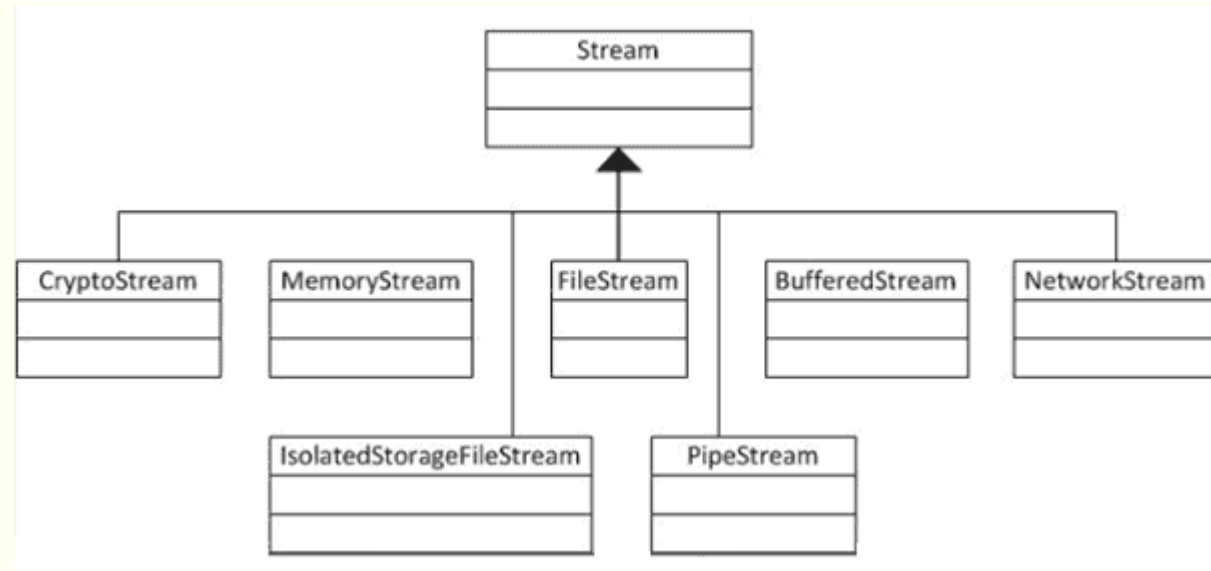 Stream
CryptoStream
MemoryStream
FileStream
BufferedStream
NetworkStream
IsolatedStorageFileStream
PipeStream